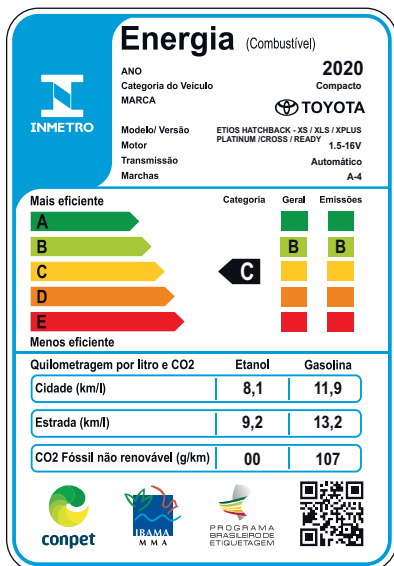 Energia (Combustível)
ANO 2020
Categoria do Veículo Compacto
MARCA TOYOTA
INMETRO
Modelo/ Versão ETIOS HATCHBACK - XS / XLS / XPLUS
PLATINUM /CROSS / READY
Motor 1.5-16V
Transmissão Automático
Marchas A-4
Mais eficiente Categoria Geral Emissões
A
B B B
C C
D
E
Menos eficiente
Quilometragem por litro e CO2 Etanol Gasolina
Cidade (km/l) 8,1 11,9
Estrada (km/l) 9,2 13,2
CO2 Fóssil não renovável (g/km) 00 107
conpet
IBAMA
MMA
PROGRAMA
BRASILEIRO DE
ETIQUETAGEM